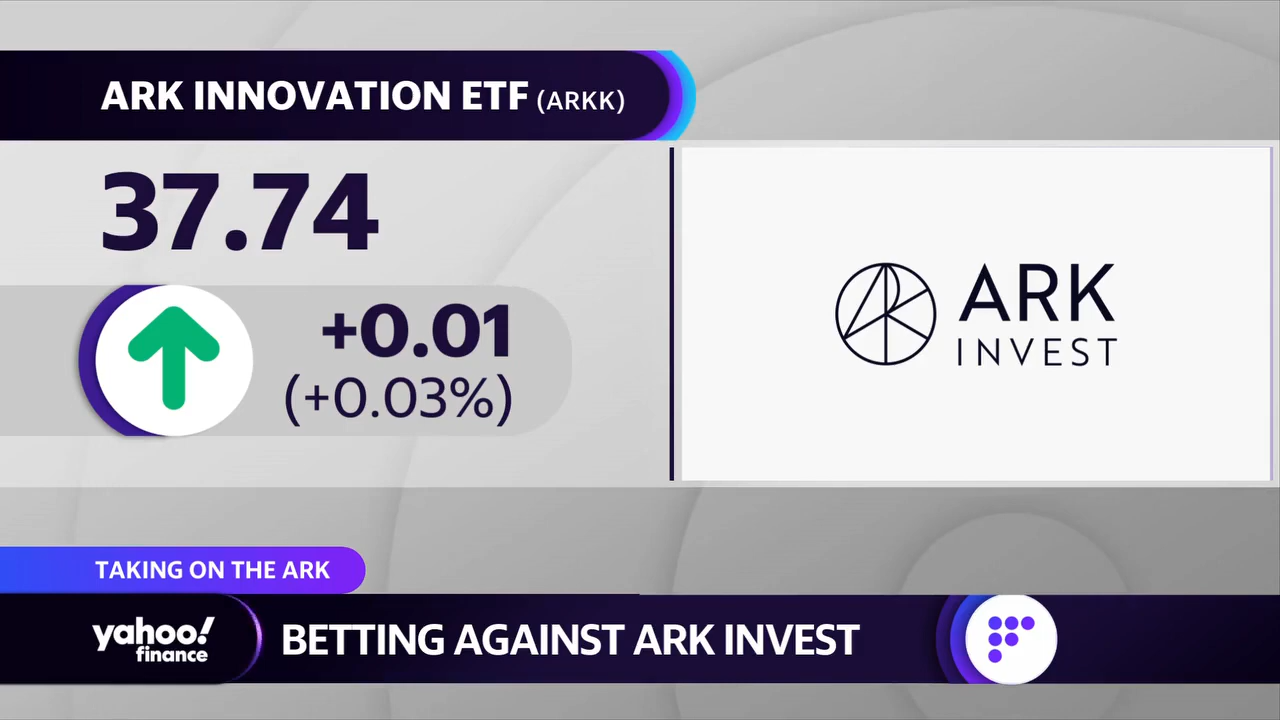 ARK INNOVATION ETF (ARKK)
37.74
+0.01
(+0.03%)
ARK
INVEST
TAKING ON THE ARK
yahoo!
finance
BETTING AGAINST ARK INVEST